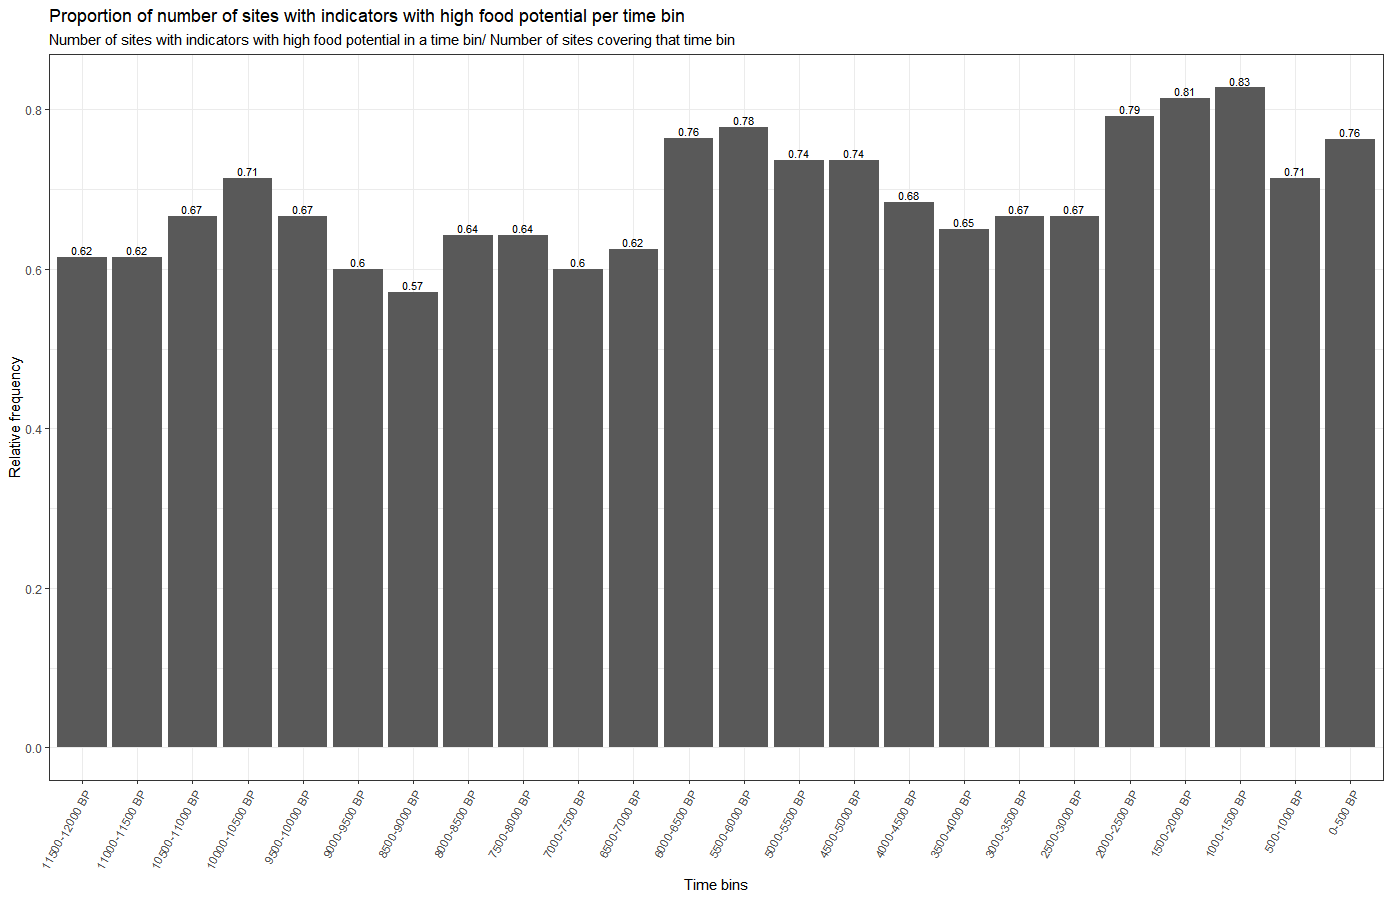 Proportion of number of sites with indicators with high food potential per time bin
Number of sites with indicators with high food potential in a time bin/ Number of sites covering that time bin
Relative frequency
0.8
0.6
0.4
0.2
0.0
0.62
0.62
0.67
0.71
0.67
0.6
0.57
0.64
0.64
0.6
0.62
0.76
0.78
0.74
0.74
0.68
0.65
0.67
0.67
0.79
0.81
0.83
0.71
0.76
11500-12000 BP
11000-11500 BP
10500-11000 BP
10000-10500 BP
9500-10000 BP
9000-9500 BP
8500-9000 BP
8000-8500 BP
7500-8000 BP
7000-7500 BP
6500-7000 BP
6000-6500 BP
5500-6000 BP
5000-5500 BP
4500-5000 BP
4000-4500 BP
3500-4000 BP
3000-3500 BP
2500-3000 BP
2000-2500 BP
1500-2000 BP
1000-1500 BP
500-1000 BP
0-500 BP
Time bins